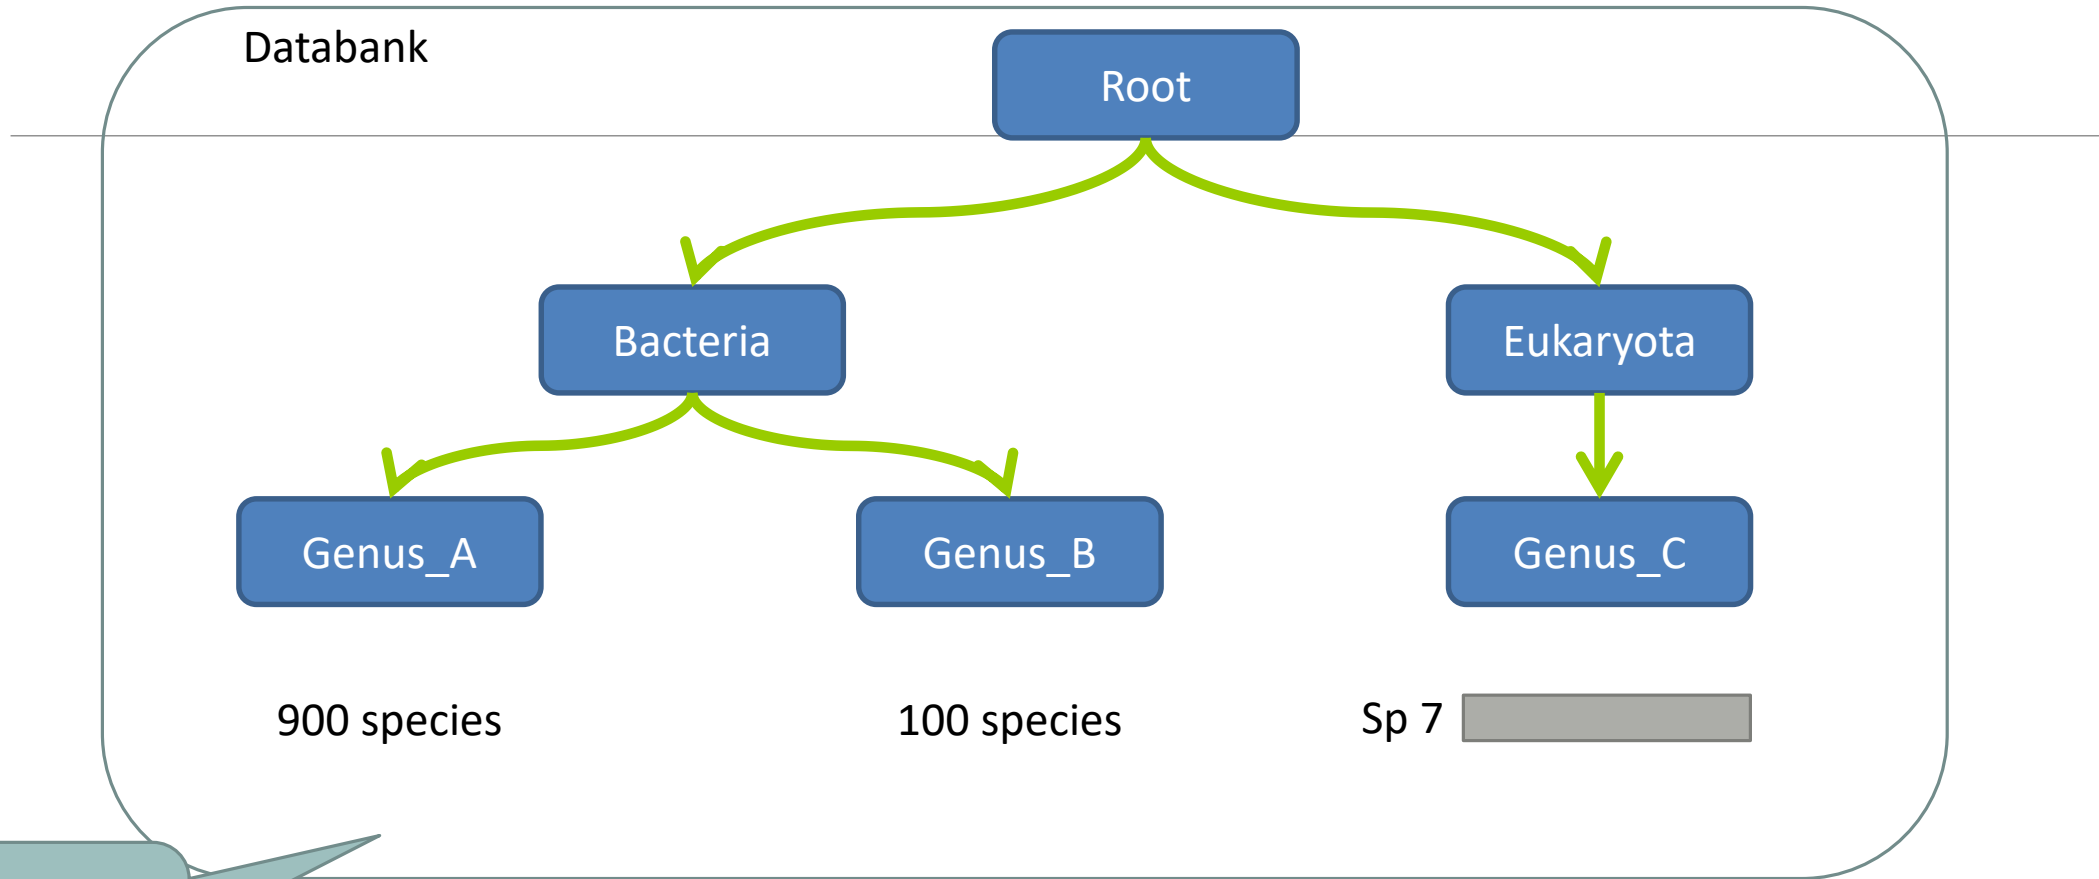 Databank
Root
Bacteria
Eukaryota
Genus_A
Genus_B
Genus_C
900 species
100 species
Sp 7